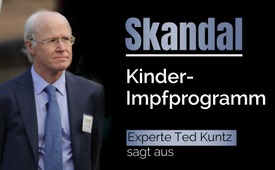 Skandal
Kinder-
Impfprogramm
Experte Ted Kuntz
sagt aus